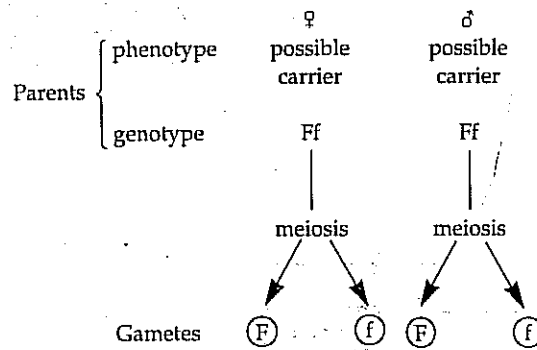 ♀ ♂
phenotype possible possible
carrier carrier
Parents
genotype Ff Ff
meiosis meiosis
Gametes F f F f